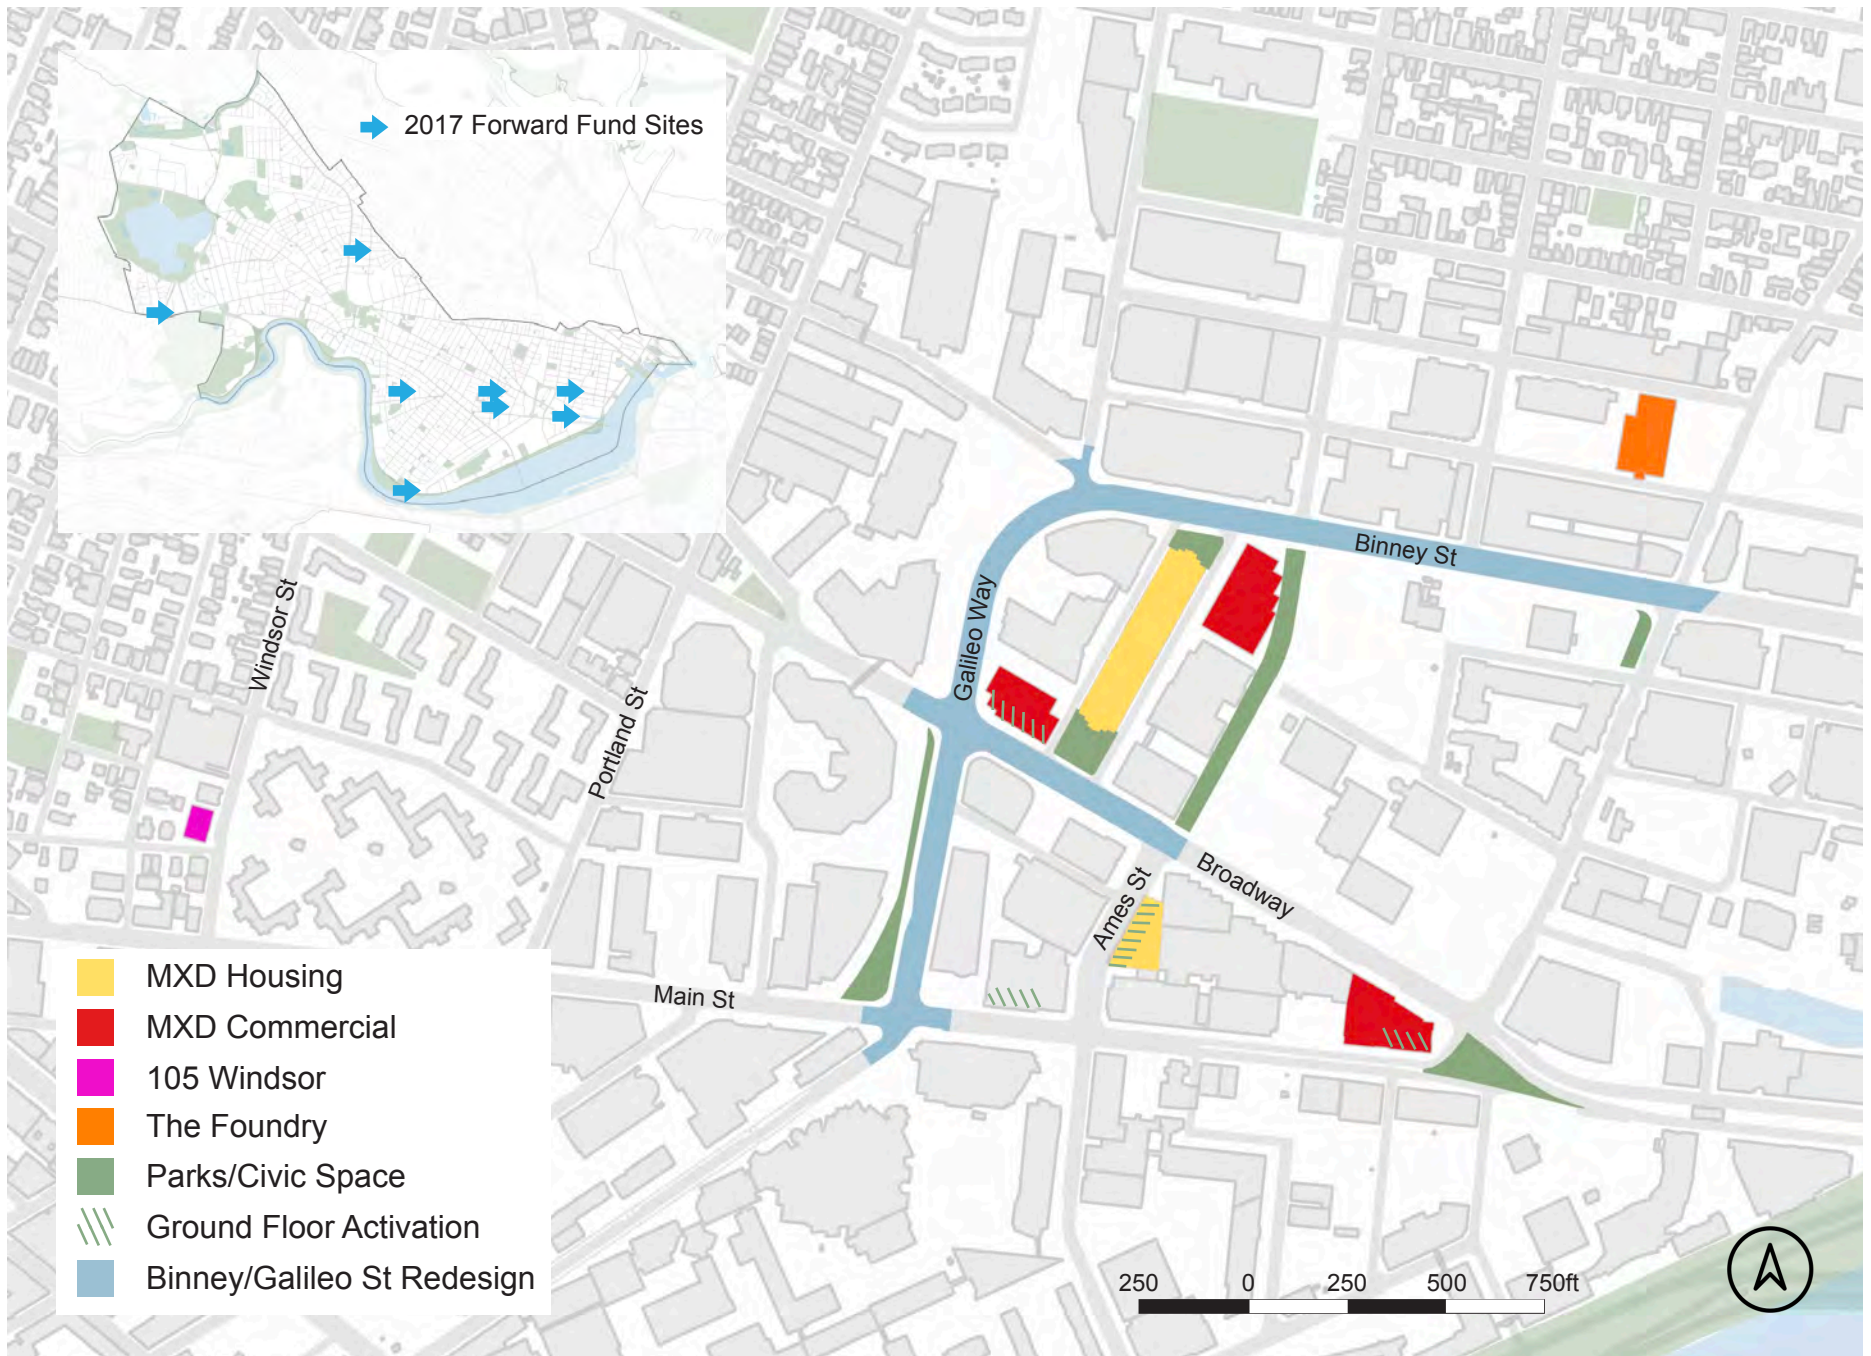 2017 Forward Fund Sites
Binney St
Galileo Way
Windsor St
Portland St
Broadway
Ames St
Main St
MXD Housing
MXD Commercial
105 Windsor
The Foundry
Parks/Civic Space
Ground Floor Activation
Binney/Galileo St Redesign
250 0 250 500 750ft